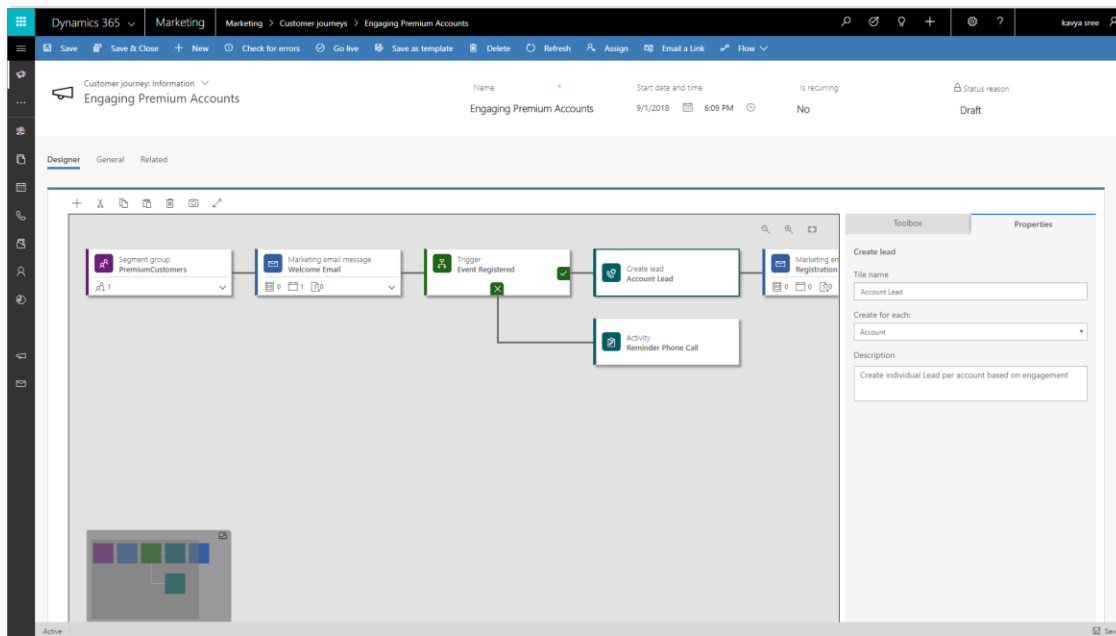 Dynamics 365 Marketing Marketing > Customer journeys > Engaging Premium Accounts + ? kavya sree
Save Save & Close + New Check for errors Go live Save as template Delete Refresh Assign Email a Link Flow
Customer journey: Information
Engaging Premium Accounts
Name * Start date and time Is recurring Status reason
Engaging Premium Accounts 9/1/2018 6:09 PM No Draft
Designer General Related
Toolbox Properties
Segment group
PremiumCustomers
1
Marketing email message
Welcome Email
0 1 0
Trigger
Event Registered
Create lead
Account Lead
Marketing en
Registration
0 0 0
Activity
Reminder Phone Call
Create lead
Tile name
Account Lead
Create for each:
Account
Description
Create individual Lead per account based on engagement
Active